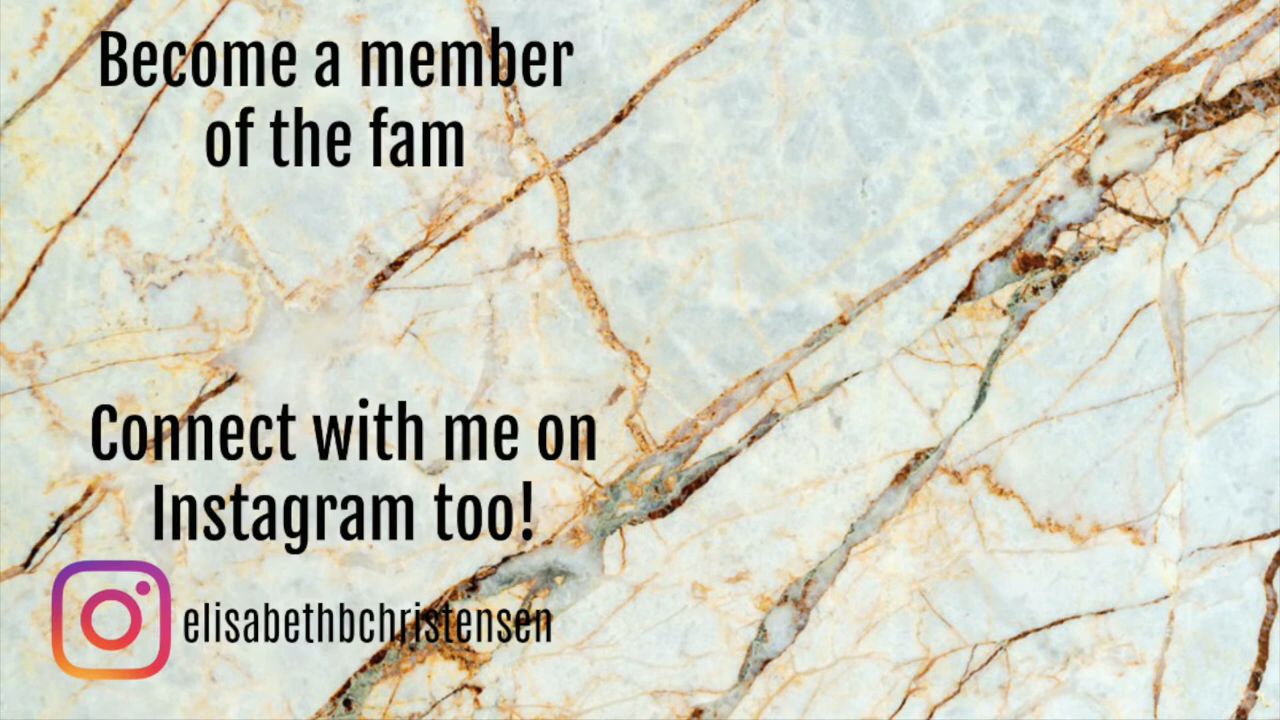 Become a member
of the fam
Connect with me on
Instagram too!
elisabethbchristensen